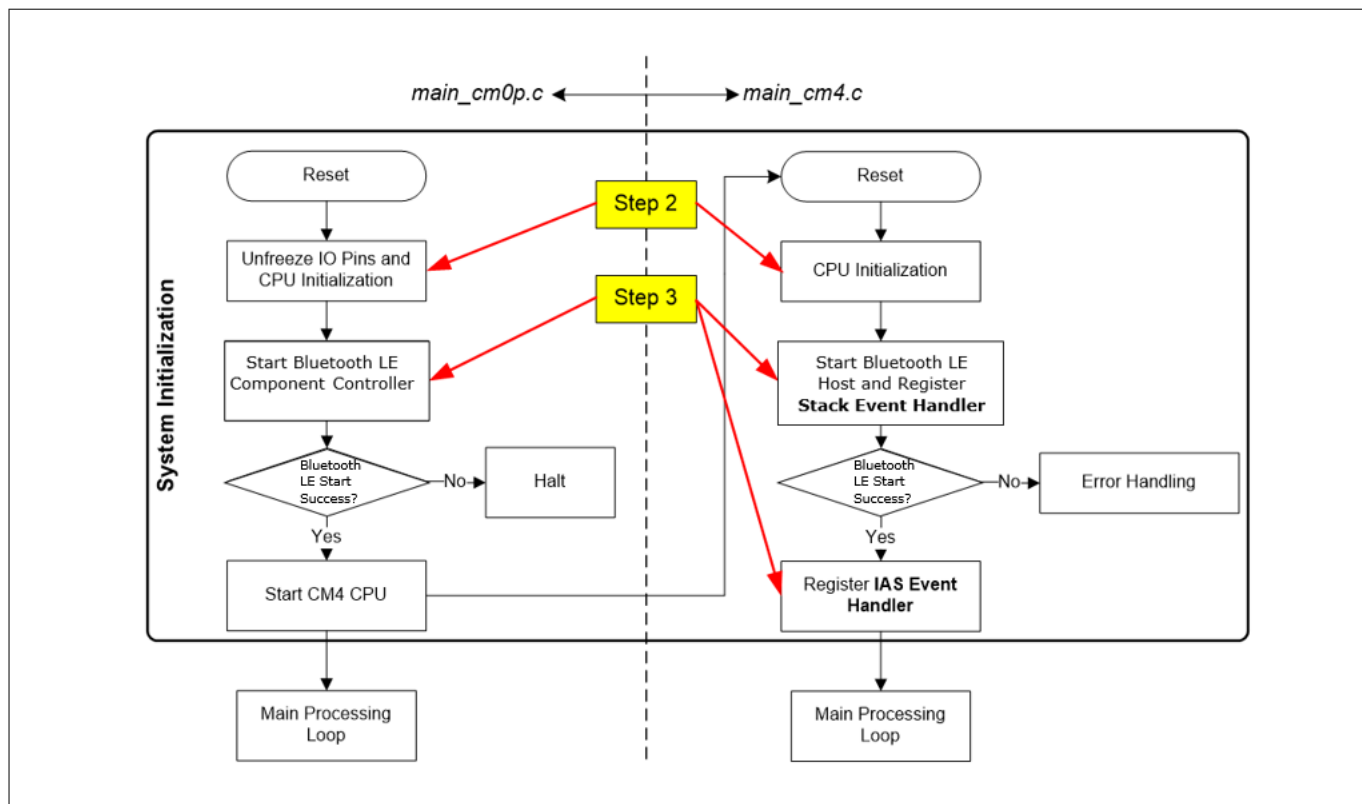 main_cm0p.c
main_cm4.c
System Initialization
Reset
Unfreeze IO Pins and
CPU Initialization
Start Bluetooth LE
Component Controller
Bluetooth
LE Start
Success?
No
Halt
Yes
Start CM4 CPU
Main Processing
Loop
Step 2
Step 3
Reset
CPU Initialization
Start Bluetooth LE
Host and Register
Stack Event Handler
Bluetooth
LE Start
Success?
No
Error Handling
Yes
Register IAS Event
Handler
Main Processing
Loop